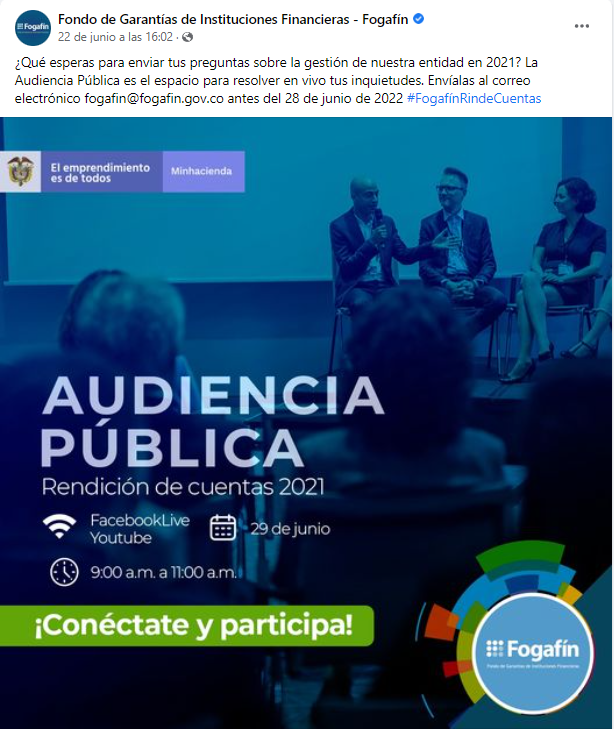 Fogafín
Fondo de Garantías de Instituciones Financieras - Fogafín
22 de junio a las 16:02 ·
¿Qué esperas para enviar tus preguntas sobre la gestión de nuestra entidad en 2021? La
Audiencia Pública es el espacio para resolver en vivo tus inquietudes. Envíalas al correo
electrónico fogafin@fogafin.gov.co antes del 28 de junio de 2022 #FogafínRindeCuentas
El emprendimiento
es de todos
Minhacienda
AUDIENCIA
PÚBLICA
Rendición de cuentas 2021
FacebookLive
Youtube
29 de junio
9:00 a.m. a 11:00 a.m.
¡Conéctate y participa!
Fogafín
Fondo de Garantías de Instituciones Financieras